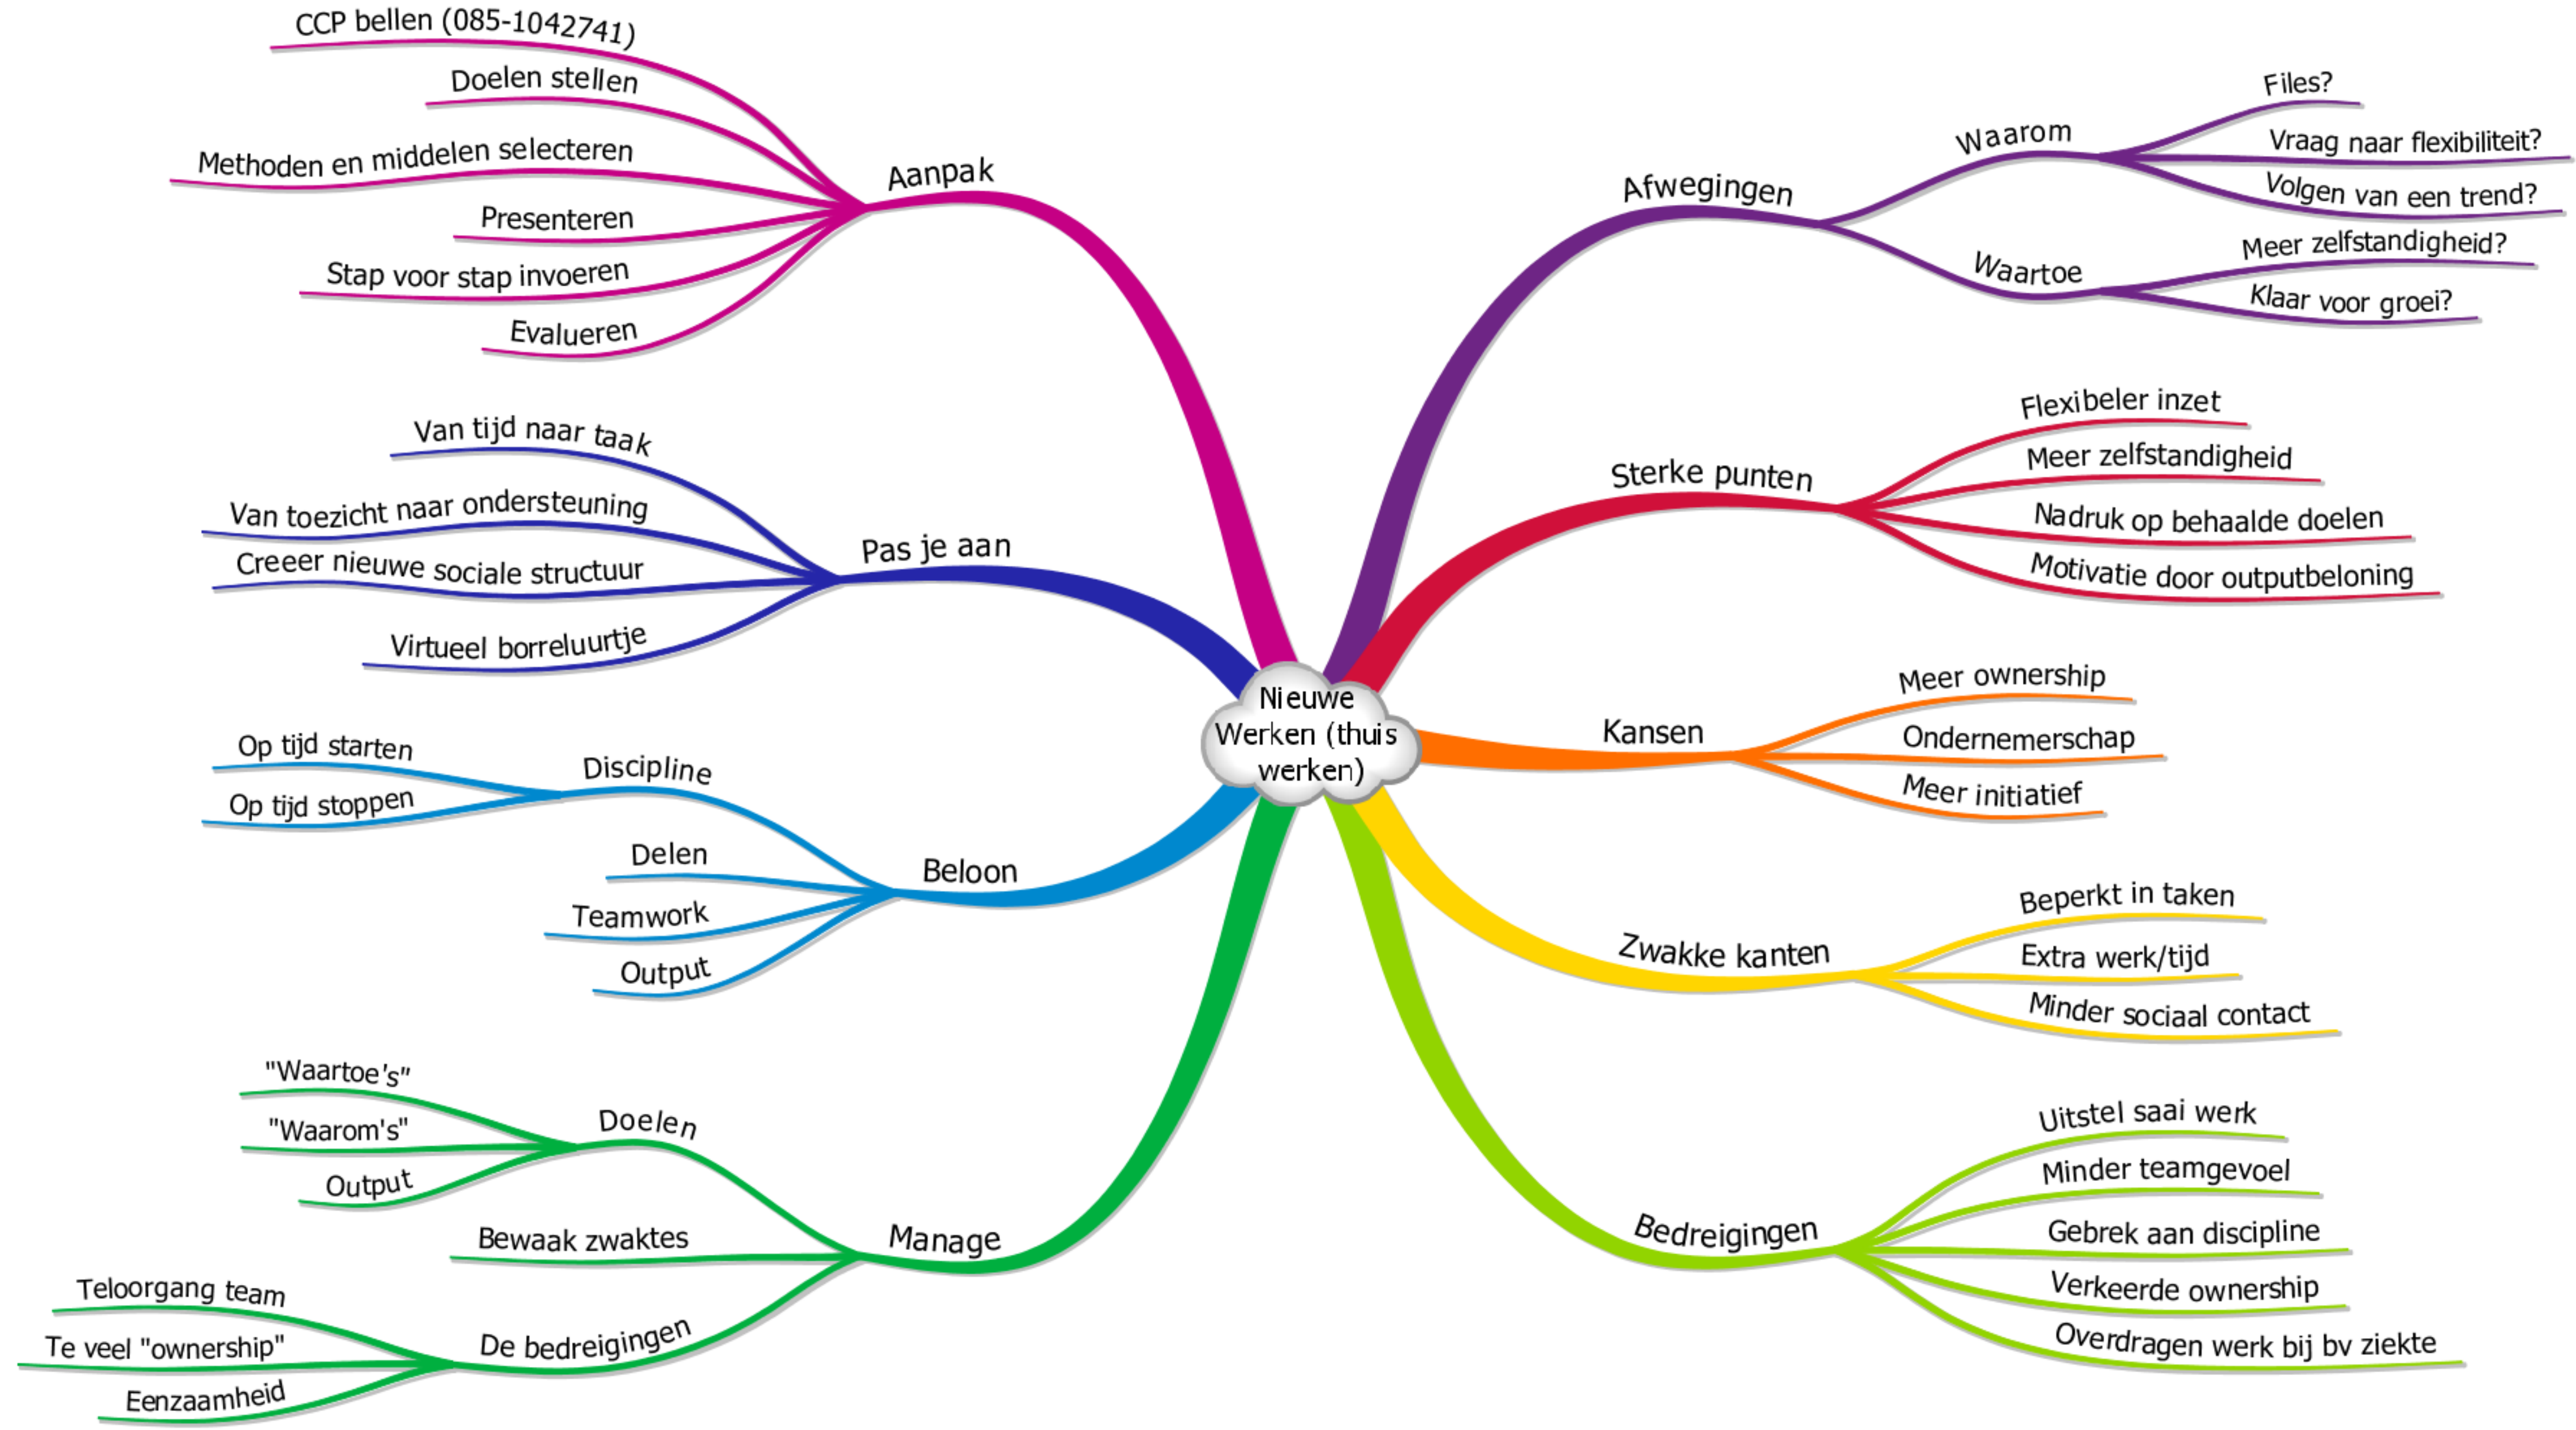 Nieuwe
Werken (thuis
werken)
Afwegingen
Waarom
Files?
Vraag naar flexibiliteit?
Volgen van een trend?
Waartoe
Meer zelfstandigheid?
Klaar voor groei?
Sterke punten
Flexibeler inzet
Meer zelfstandigheid
Nadruk op behaalde doelen
Motivatie door outputbeloning
Kansen
Meer ownership
Ondernemerschap
Meer initiatief
Zwakke kanten
Beperkt in taken
Extra werk/tijd
Minder sociaal contact
Bedreigingen
Uitstel saai werk
Minder teamgevoel
Gebrek aan discipline
Verkeerde ownership
Overdragen werk bij bv ziekte
Manage
Doelen
"Waartoe's"
"Waarom's"
Output
Bewaak zwaktes
De bedreigingen
Teloorgang team
Te veel "ownership"
Eenzaamheid
Beloon
Discipline
Op tijd starten
Op tijd stoppen
Delen
Teamwork
Output
Pas je aan
Van tijd naar taak
Van toezicht naar ondersteuning
Creeer nieuwe sociale structuur
Virtueel borreluurtje
Aanpak
CCP bellen (085-1042741)
Doelen stellen
Methoden en middelen selecteren
Presenteren
Stap voor stap invoeren
Evalueren